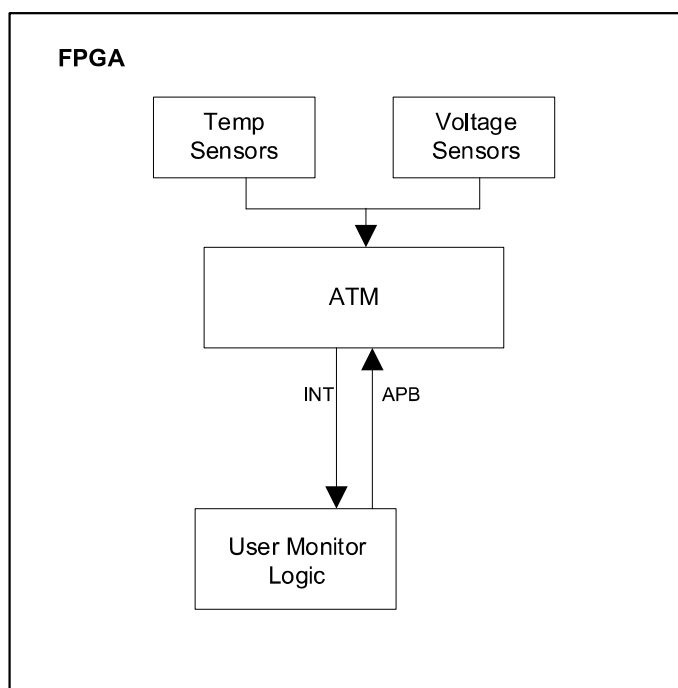 FPGA
Temp
Sensors
Voltage
Sensors
ATM
INT
APB
User Monitor
Logic